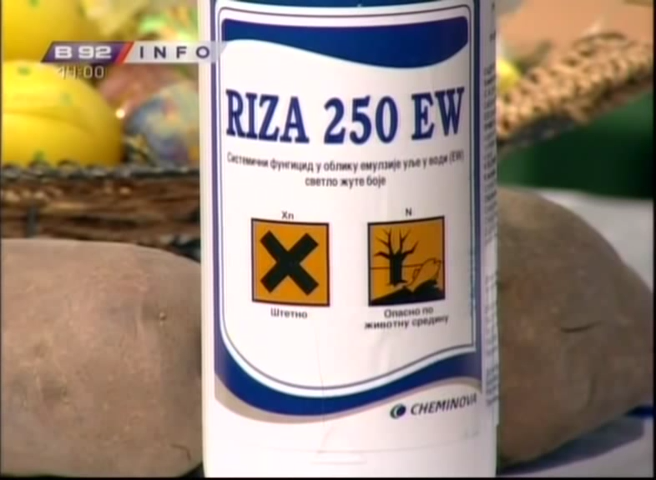 B 92 INFO
11:00
RIZA 250 EW
Системични фунгицид у облику емулзије уље у води (EW)
светло жуте боје
Xn
N
Штетно
Опасно по
животну средину
CHEMINOVA